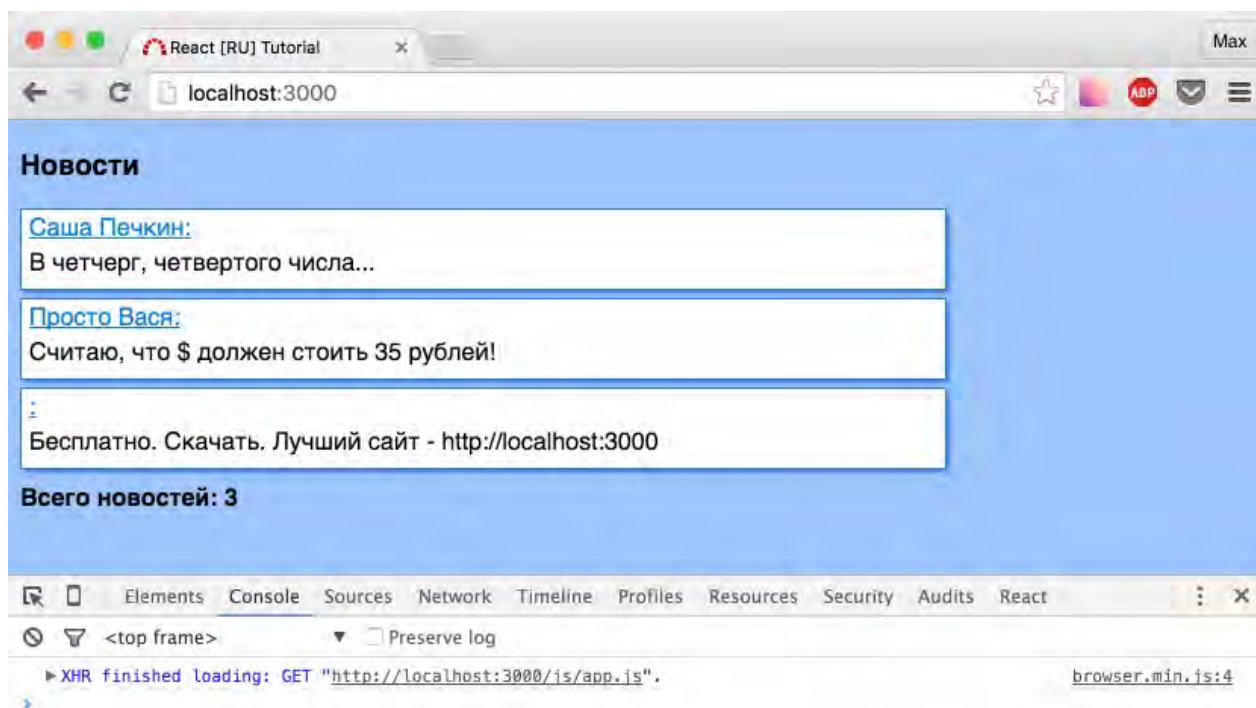 React [RU] Tutorial
Max
localhost:3000
ABP
Новости
Саша Печкин:
В четчерг, четвертого числа...
Просто Вася:
Считаю, что $ должен стоить 35 рублей!
:
Бесплатно. Скачать. Лучший сайт - http://localhost:3000
Всего новостей: 3
Elements Console Sources Network Timeline Profiles Resources Security Audits React
<top frame> Preserve log
XHR finished loading: GET "http://localhost:3000/js/app.js". browser.min.js:4